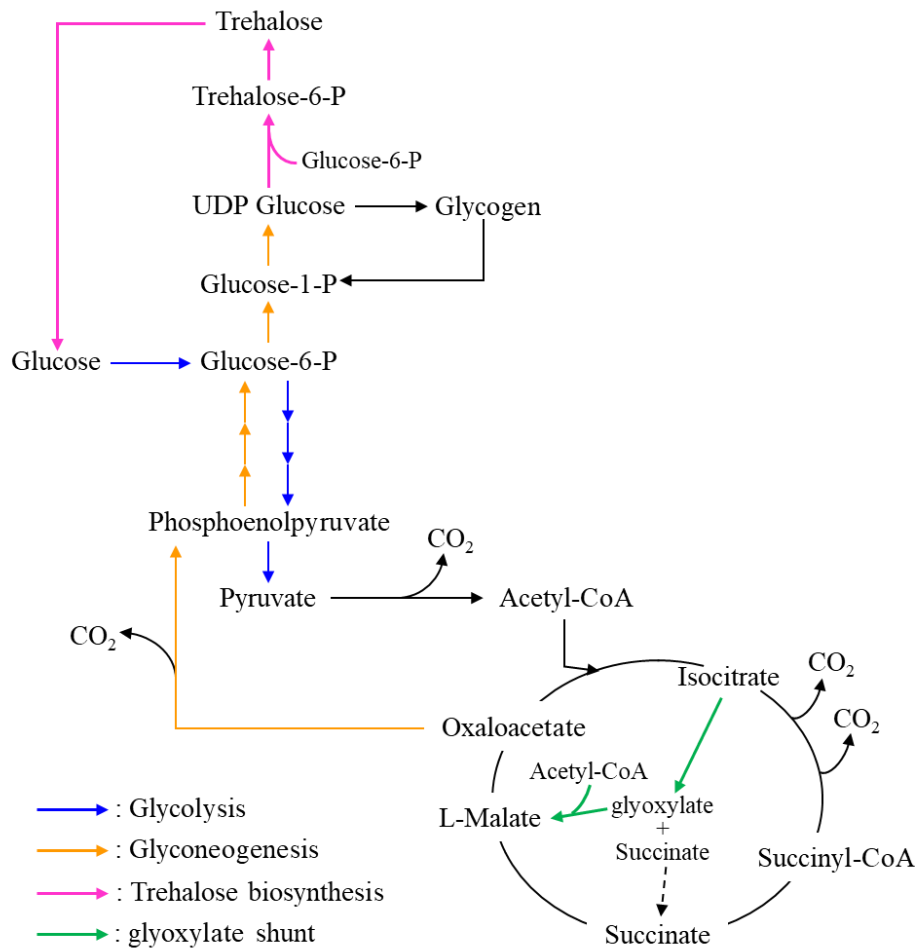 Trehalose
Trehalose-6-P
Glucose-6-P
UDP Glucose
Glycogen
Glucose-1-P
Glucose
Glucose-6-P
Phosphoenolpyruvate
CO₂
Pyruvate
Acetyl-CoA
CO₂
Isocitrate
CO₂
CO₂
Oxaloacetate
Acetyl-CoA
L-Malate
glyoxylate
+
Succinate
Succinyl-CoA
Succinate
: Glycolysis
: Glyconeogenesis
: Trehalose biosynthesis
: glyoxylate shunt